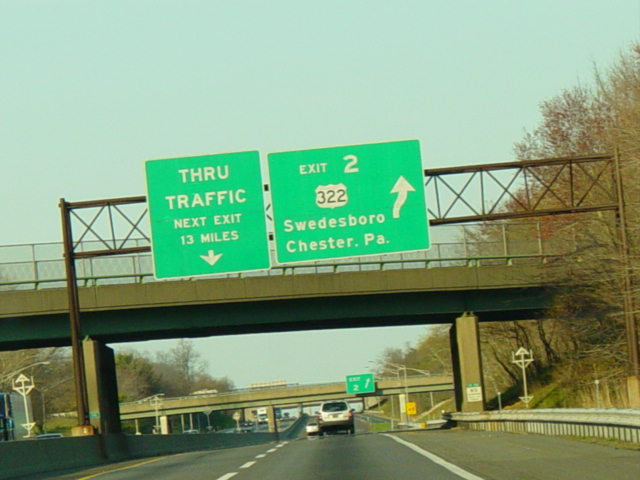 THRU
TRAFFIC
NEXT EXIT
13 MILES
EXIT 2
322
Swedesboro
Chester, Pa.
EXIT
2